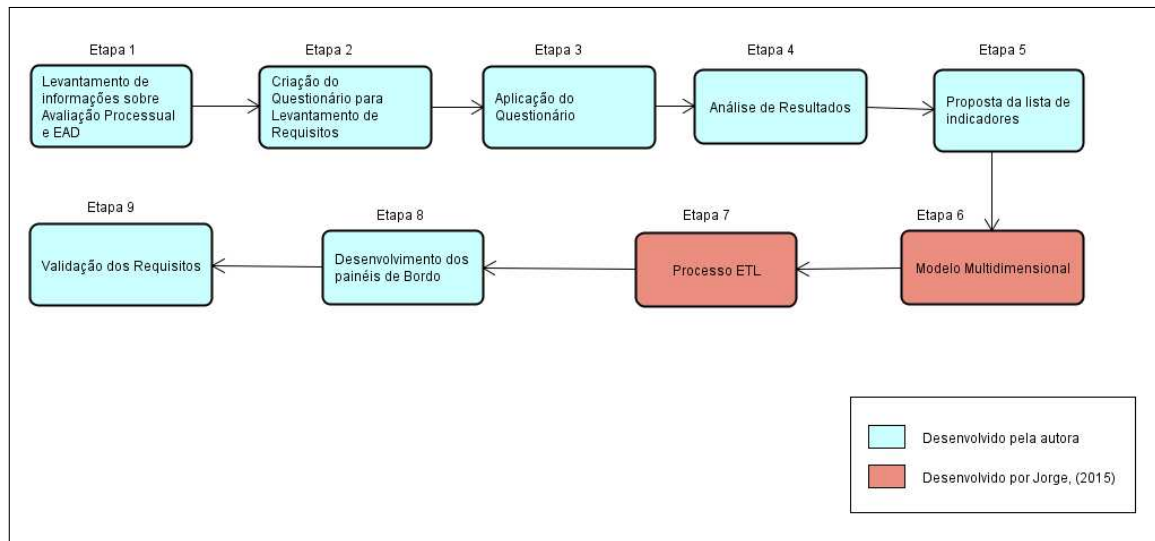 Etapa 1
Levantamento de
informações sobre
Avaliação Processual
e EAD
Etapa 2
Criação do
Questionário para
Levantamento de
Requisitos
Etapa 3
Aplicação do
Questionário
Etapa 4
Análise de Resultados
Etapa 5
Proposta da lista de
indicadores
Etapa 6
Modelo Multidimensional
Etapa 7
Processo ETL
Etapa 8
Desenvolvimento dos
painéis de Bordo
Etapa 9
Validação dos Requisitos
Desenvolvido pela autora
Desenvolvido por Jorge, (2015)